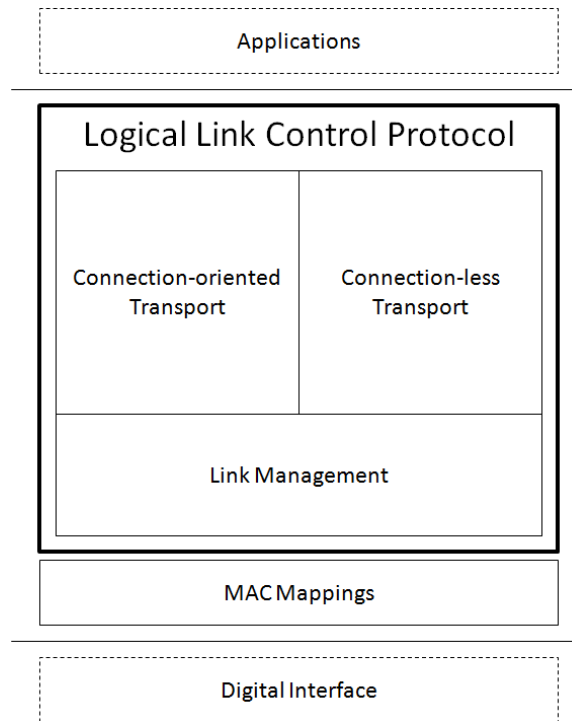 Applications
Logical Link Control Protocol
Connection-oriented
Transport
Connection-less
Transport
Link Management
MAC Mappings
Digital Interface